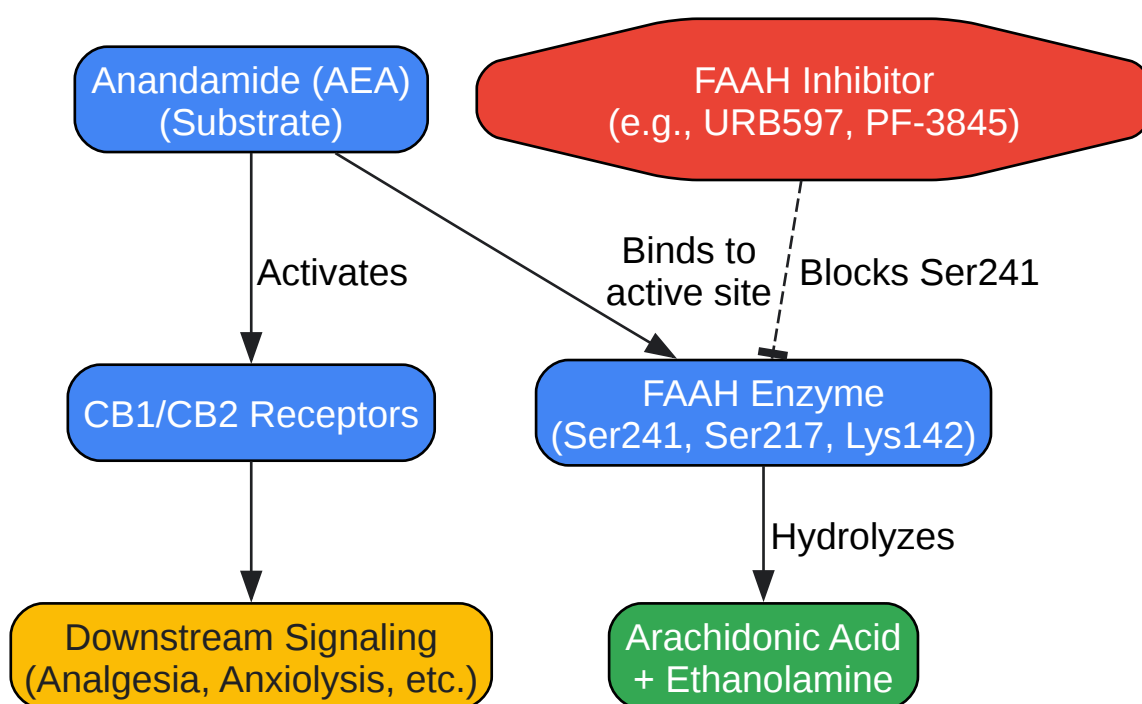 Anandamide (AEA)
(Substrate)
FAAH Inhibitor
(e.g., URB597, PF-3845)
Activates
Binds to
active site
Blocks Ser241
CB1/CB2 Receptors
FAAH Enzyme
(Ser241, Ser217, Lys142)
Hydrolyzes
Downstream Signaling
(Analgesia, Anxiolysis, etc.)
Arachidonic Acid
+ Ethanolamine